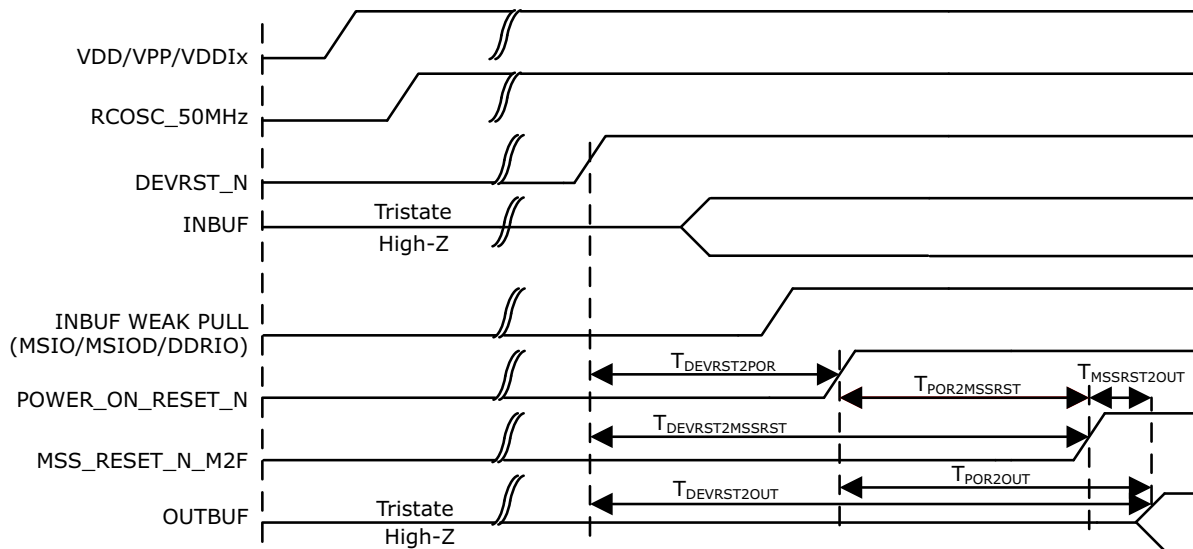 VDD/VPP/VDDIx
RCOSC_50MHz
DEVRST_N
INBUF
Tristate
High-Z
INBUF WEAK PULL
(MSIO/MSIOD/DDRIO)
TDEVRST2POR
TMSSRST2OUT
TPOR2MSSRST
POWER_ON_RESET_N
TDEVRST2MSSRST
MSS_RESET_N_M2F
TPOR2OUT
TDEVRST2OUT
OUTBUF
Tristate
High-Z